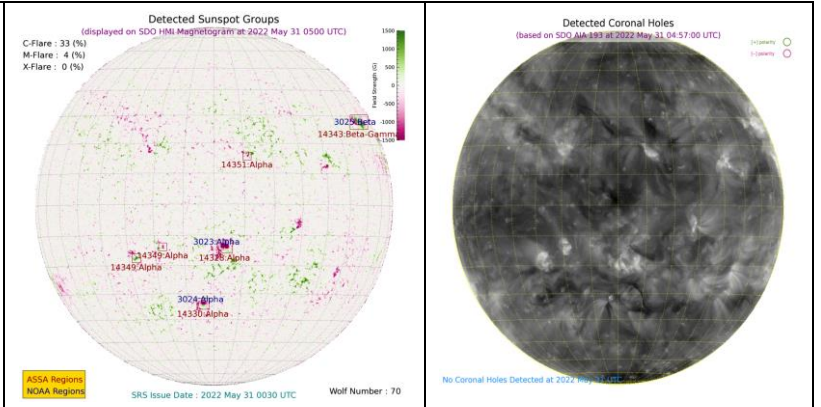 Detected Sunspot Groups
(displayed on SDO HMI Magnetogram at 2022 May 31 0500 UTC)
C-Flare : 33 (%)
M-Flare : 4 (%)
X-Flare : 0 (%)
1500
1000
500
0
-500
-1000
-1500
Field Strength (G)
3025:Beta
14343:Beta-Gamma
14351:Alpha
3023:Alpha
14349:Alpha
14328:Alpha
14349:Alpha
3024:Alpha
14330:Alpha
ASSA Regions
NOAA Regions
SRS Issue Date : 2022 May 31 0030 UTC
Wolf Number : 70
Detected Coronal Holes
(based on SDO AIA 193 at 2022 May 31 04:57:00 UTC)
(+) polarity
(-) polarity
No Coronal Holes Detected at 2022 May 31 UTC